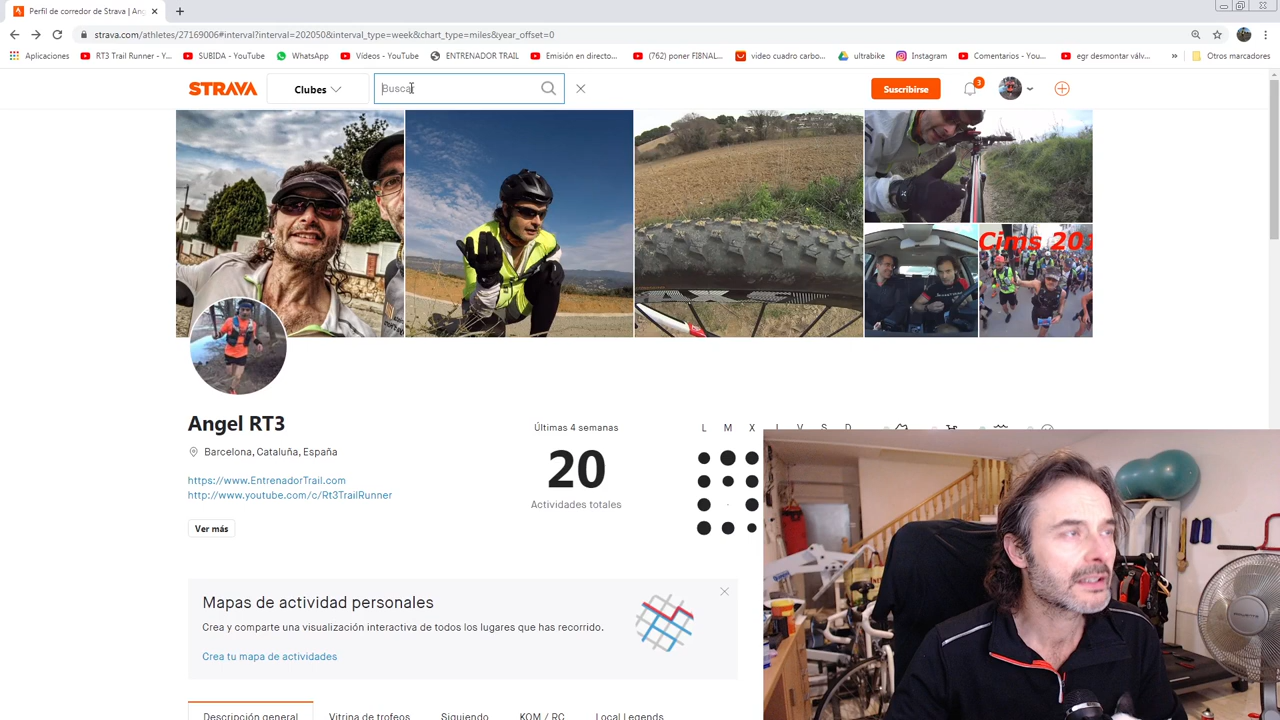 Perfil de corredor de Strava | Ang
strava.com/athletes/27169006#interval?interval=202050&interval_type=week&chart_type=miles&year_offset=0
Aplicaciones
RT3 Trail Runner - Y...
SUBIDA - YouTube
WhatsApp
Vídeos - YouTube
ENTRENADOR TRAIL
Emisión en directo...
(762) poner FI8NAL...
video cuadro carbo...
ultrabike
Instagram
Comentarios - You...
egr desmontar válv...
»
Otros marcadores
STRAVA
Clubes
Busca
Suscribirse
3
Cims 201
Angel RT3
Barcelona, Cataluña, España
https://www.EntrenadorTrail.com
http://www.youtube.com/c/Rt3TrailRunner
Ver más
Últimas 4 semanas
20
Actividades totales
L M X J V S D
Mapas de actividad personales
Crea y comparte una visualización interactiva de todos los lugares que has recorrido.
Crea tu mapa de actividades
Descripción general
Vitrina de trofeos
Siguiendo
KOM / RC
Local Legends